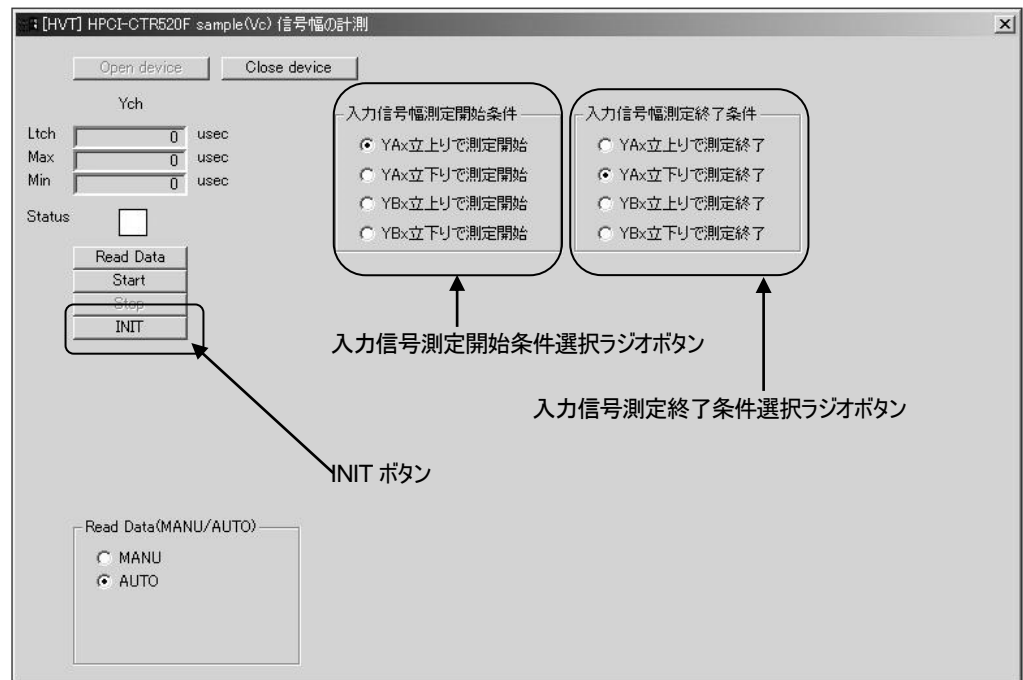 [HVT] HPCI-CTR520F sample(Vc) 信号幅の計測
Open device Close device
Ych
Ltch 0 usec
Max 0 usec
Min 0 usec
Status
Read Data
Start
Stop
INIT
入力信号幅測定開始条件
YAx立上りで測定開始
YAx立下りで測定開始
YBx立上りで測定開始
YBx立下りで測定開始
入力信号幅測定終了条件
YAx立上りで測定終了
YAx立下りで測定終了
YBx立上りで測定終了
YBx立下りで測定終了
入力信号測定開始条件選択ラジオボタン
入力信号測定終了条件選択ラジオボタン
INIT ボタン
Read Data(MANU/AUTO)
MANU
AUTO